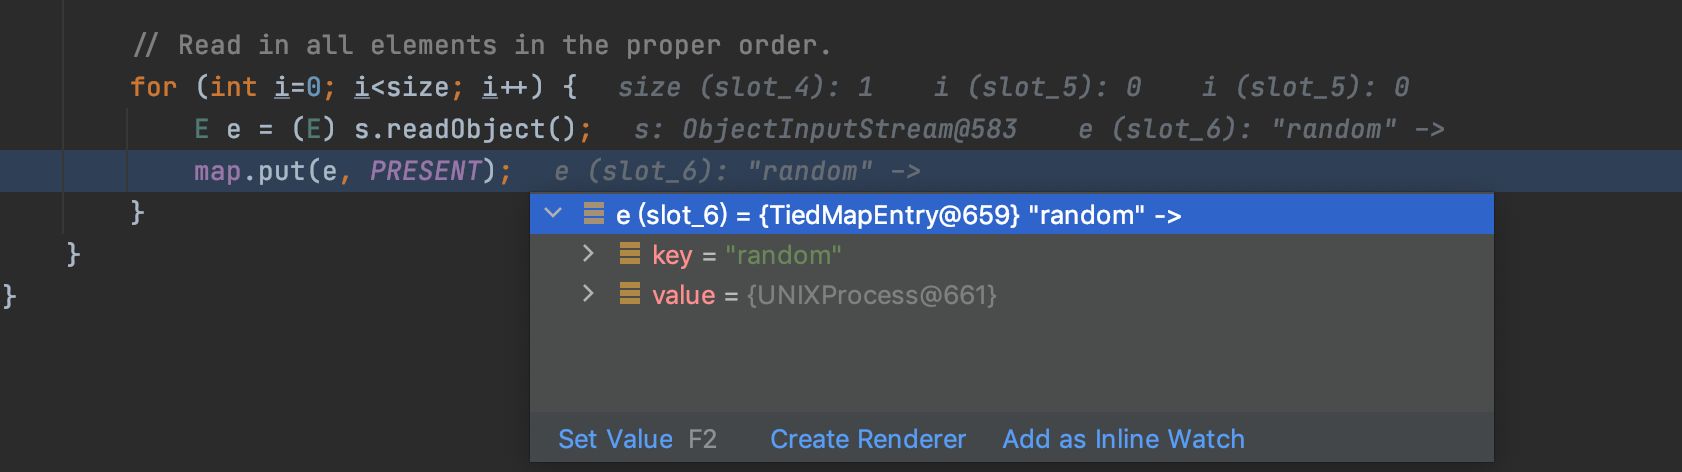 // Read in all elements in the proper order.
for (int i=0; i<size; i++) { size (slot_4): 1 i (slot_5): 0 i (slot_5): 0
E e = (E) s.readObject(); s: ObjectInputStream@583 e (slot_6): "random" ->
map.put(e, PRESENT); e (slot_6): "random" ->
}
e (slot_6) = {TiedMapEntry@659} "random" ->
}
key = "random"
}
value = {UNIXProcess@661}
Set Value F2 Create Renderer Add as Inline Watch